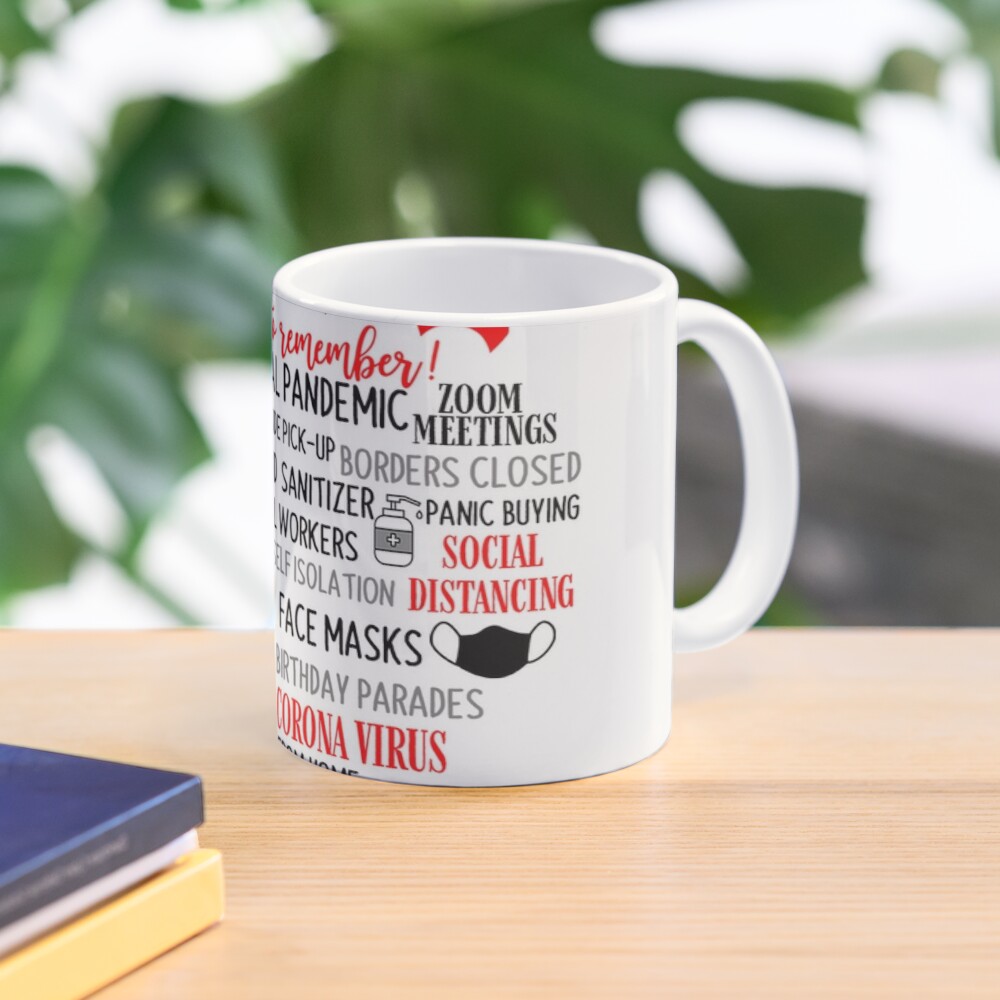 remember!
PANDEMIC
ZOOM
MEETINGS
PICK-UP BORDERS CLOSED
SANITIZER PANIC BUYING
WORKERS
SOCIAL
ISOLATION DISTANCING
FACE MASKS
BIRTHDAY PARADES
CORONA VIRUS
HOME